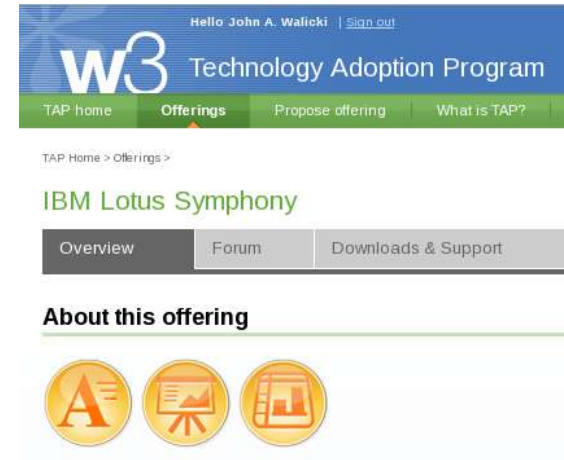 Hello John A. Walicki | Sign out
w3 Technology Adoption Program
TAP home Offerings Propose offering What is TAP?
TAP Home > Offerings >
IBM Lotus Symphony
Overview Forum Downloads & Support
About this offering
A